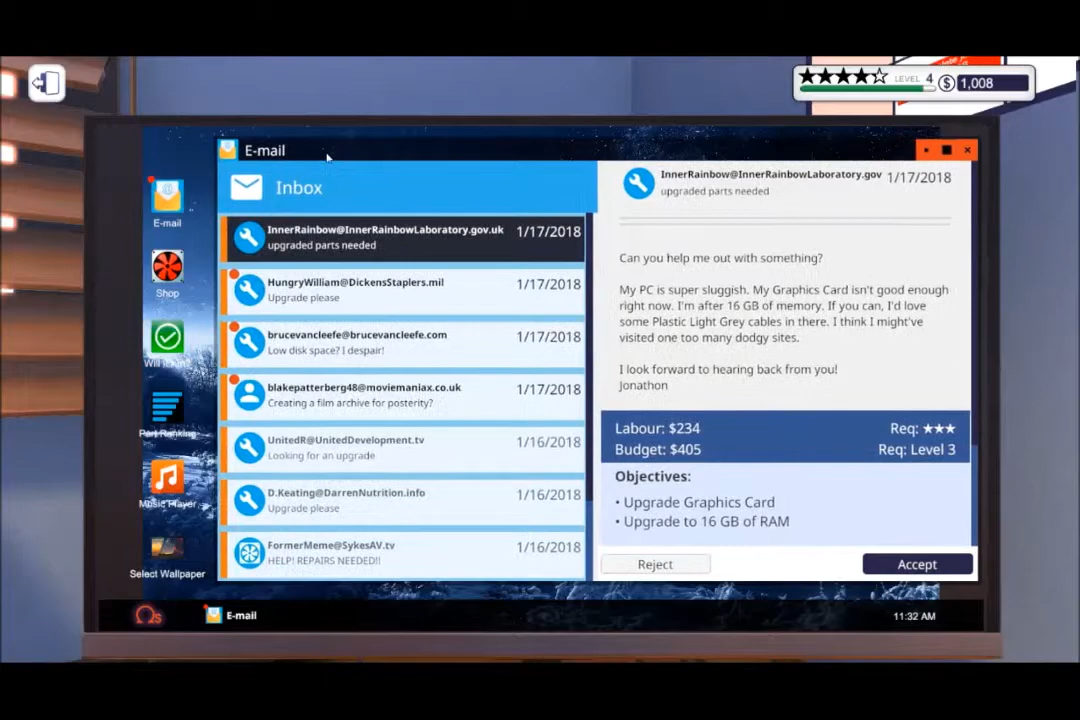 LEVEL 4 $ 1,008
E-mail
E-mail
Shop
Music Player
Select Wallpaper
Inbox
InnerRainbow@InnerRainbowLaboratory.gov.uk 1/17/2018
upgraded parts needed
HungryWilliam@DickensStaplers.mil 1/17/2018
Upgrade please
brucevancleefe@brucevancleefe.com 1/17/2018
Low disk space? I despair!
blakepatterberg48@moviemaniax.co.uk 1/17/2018
Creating a film archive for posterity?
UnitedR@UnitedDevelopment.tv 1/16/2018
Looking for an upgrade
D.Keating@DarrenNutrition.info 1/16/2018
Upgrade please
FormerMeme@SykesAV.tv 1/16/2018
HELP! REPAIRS NEEDED!!
InnerRainbow@InnerRainbowLaboratory.gov 1/17/2018
upgraded parts needed
Can you help me out with something?
My PC is super sluggish. My Graphics Card isn't good enough
right now. I'm after 16 GB of memory. If you can, I'd love
some Plastic Light Grey cables in there. I think I might've
visited one too many dodgy sites.
I look forward to hearing back from you!
Jonathon
Labour: $234 Req: ★★★
Budget: $405 Req: Level 3
Objectives:
• Upgrade Graphics Card
• Upgrade to 16 GB of RAM
Reject Accept
Ωs E-mail 11:32 AM